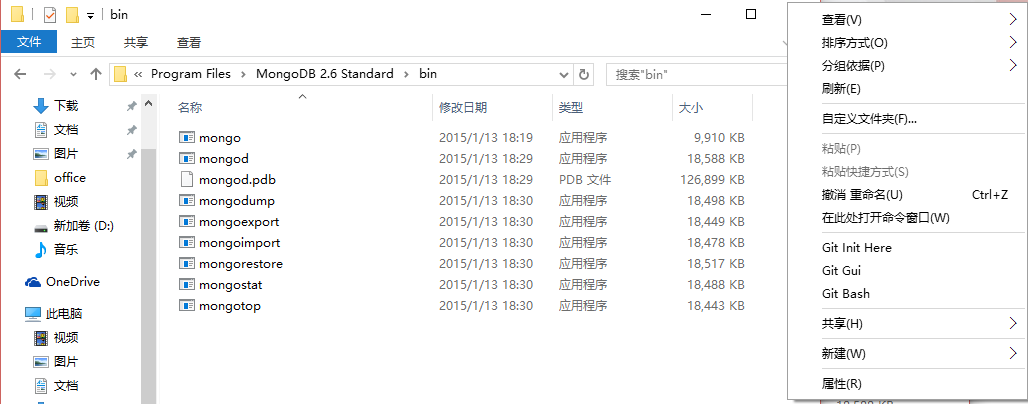 bin
文件 主页 共享 查看
« Program Files > MongoDB 2.6 Standard > bin 搜索"bin"
下载
文档
图片
office
视频
新加卷 (D:)
音乐
OneDrive
此电脑
视频
图片
文档
名称 修改日期 类型 大小
mongo 2015/1/13 18:19 应用程序 9,910 KB
mongod 2015/1/13 18:29 应用程序 18,588 KB
mongod.pdb 2015/1/13 18:29 PDB 文件 126,899 KB
mongodump 2015/1/13 18:30 应用程序 18,498 KB
mongoexport 2015/1/13 18:30 应用程序 18,449 KB
mongoimport 2015/1/13 18:30 应用程序 18,478 KB
mongorestore 2015/1/13 18:30 应用程序 18,517 KB
mongostat 2015/1/13 18:30 应用程序 18,488 KB
mongotop 2015/1/13 18:30 应用程序 18,443 KB
查看(V)
排序方式(O)
分组依据(P)
刷新(E)
自定义文件夹(F)...
粘贴(P)
粘贴快捷方式(S)
撤消 重命名(U) Ctrl+Z
在此处打开命令窗口(W)
Git Init Here
Git Gui
Git Bash
共享(H)
新建(W)
属性(R)